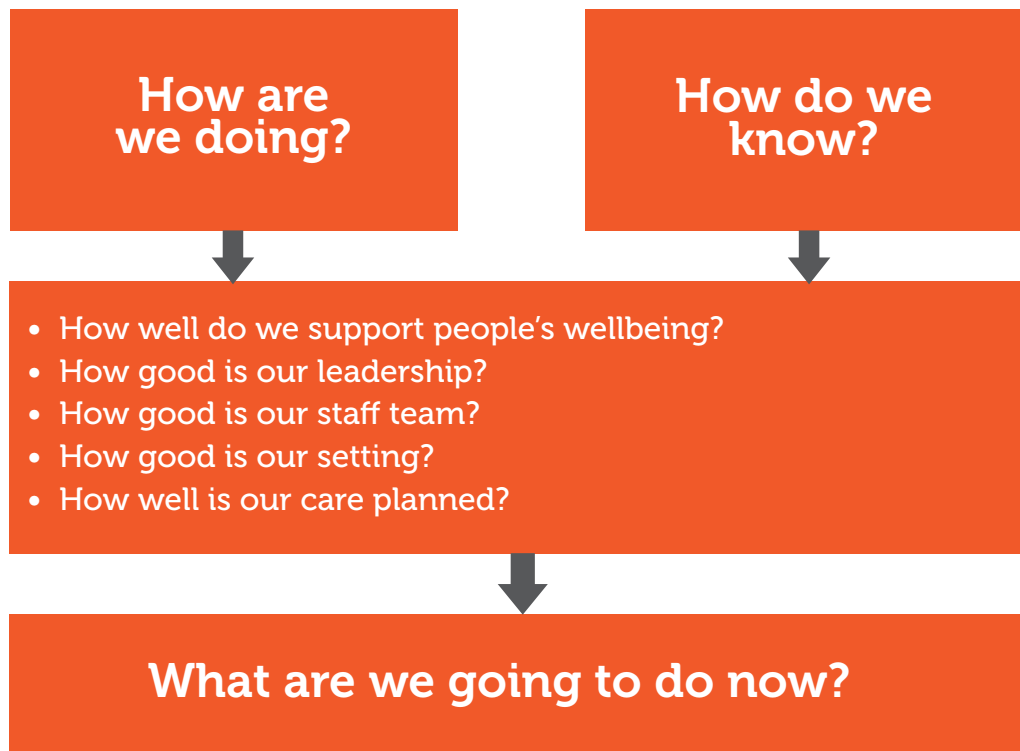 How are
we doing?
How do we
know?
• How well do we support people’s wellbeing?
• How good is our leadership?
• How good is our staff team?
• How good is our setting?
• How well is our care planned?
What are we going to do now?